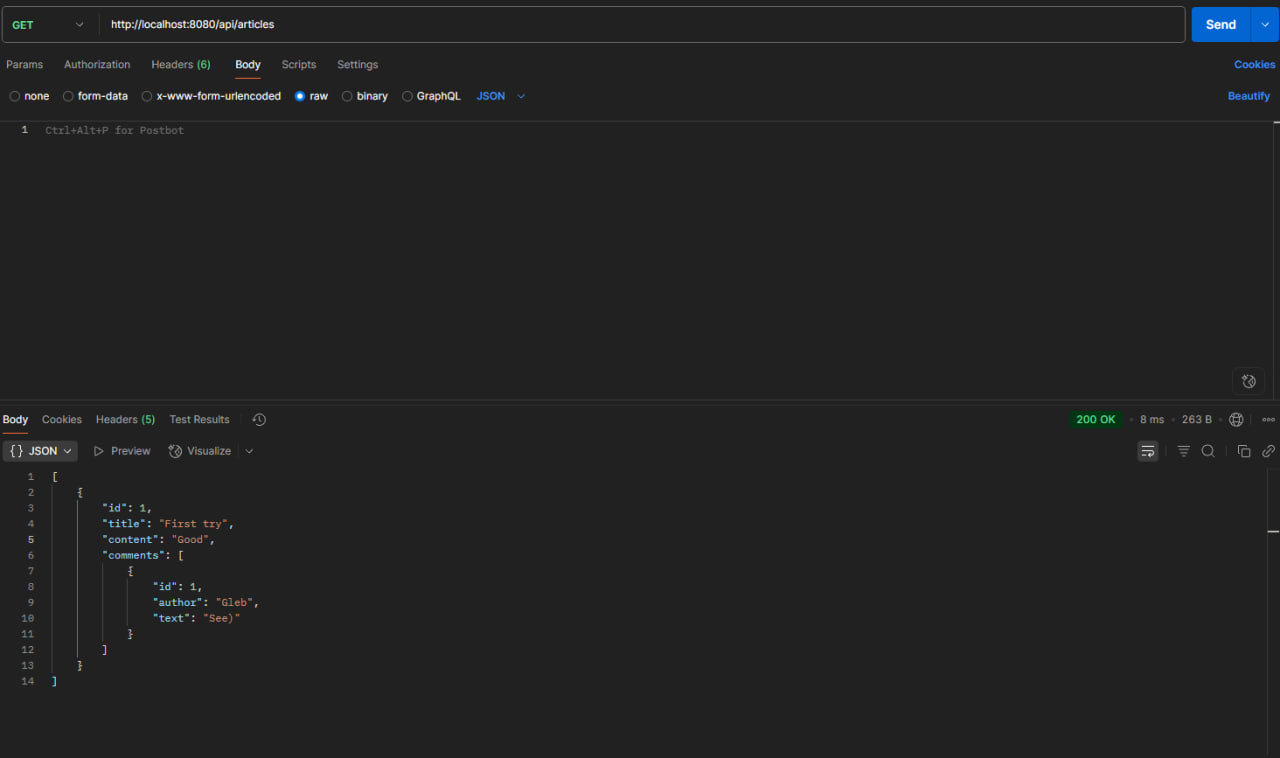 GET http://localhost:8080/api/articles Send
Params Authorization Headers (6) Body Scripts Settings Cookies
none form-data x-www-form-urlencoded raw binary GraphQL JSON Beautify
1 Ctrl+Alt+P for Postbot
Body Cookies Headers (5) Test Results 200 OK • 8 ms • 263 B •
{} JSON Preview Visualize
1 [
2 {
3 "id": 1,
4 "title": "First try",
5 "content": "Good",
6 "comments": [
7 {
8 "id": 1,
9 "author": "Gleb",
10 "text": "See)"
11 }
12 ]
13 }
14 ]